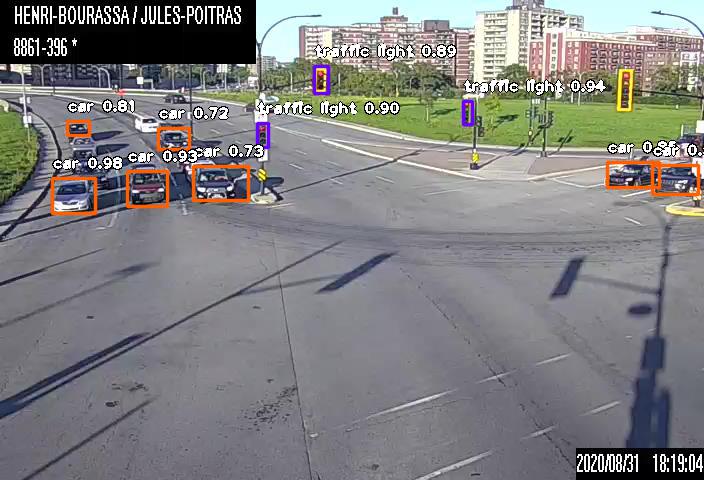 HENRI-BOURASSA / JULES-POITRAS
8861-396 *
traffic light 0.89
traffic light 0.94
car 0.81
car 0.72
traffic light 0.90
car 0.98
car 0.93
car 0.73
car
car
2020/08/31 18:19:04